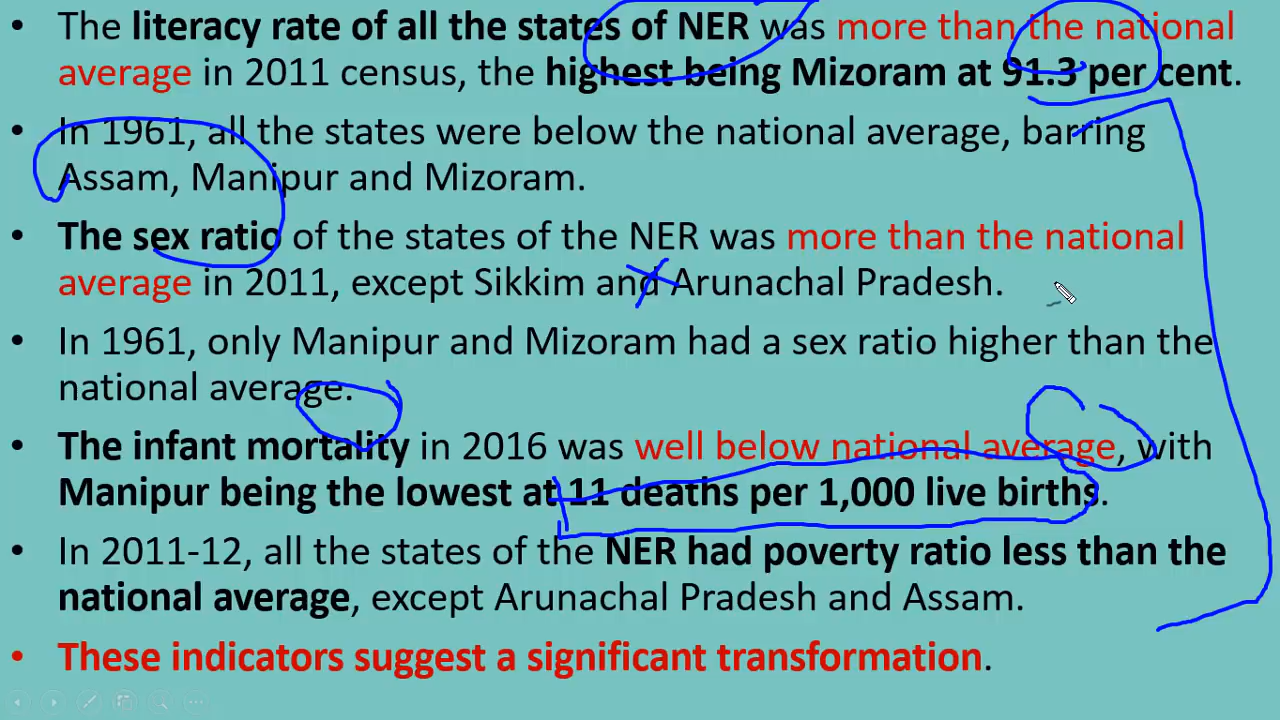 • The literacy rate of all the states of NER was more than the national
average in 2011 census, the highest being Mizoram at 91.3 per cent.
• In 1961, all the states were below the national average, barring
Assam, Manipur and Mizoram.
• The sex ratio of the states of the NER was more than the national
average in 2011, except Sikkim and Arunachal Pradesh.
• In 1961, only Manipur and Mizoram had a sex ratio higher than the
national average.
• The infant mortality in 2016 was well below national average, with
Manipur being the lowest at 11 deaths per 1,000 live births.
• In 2011-12, all the states of the NER had poverty ratio less than the
national average, except Arunachal Pradesh and Assam.
• These indicators suggest a significant transformation.